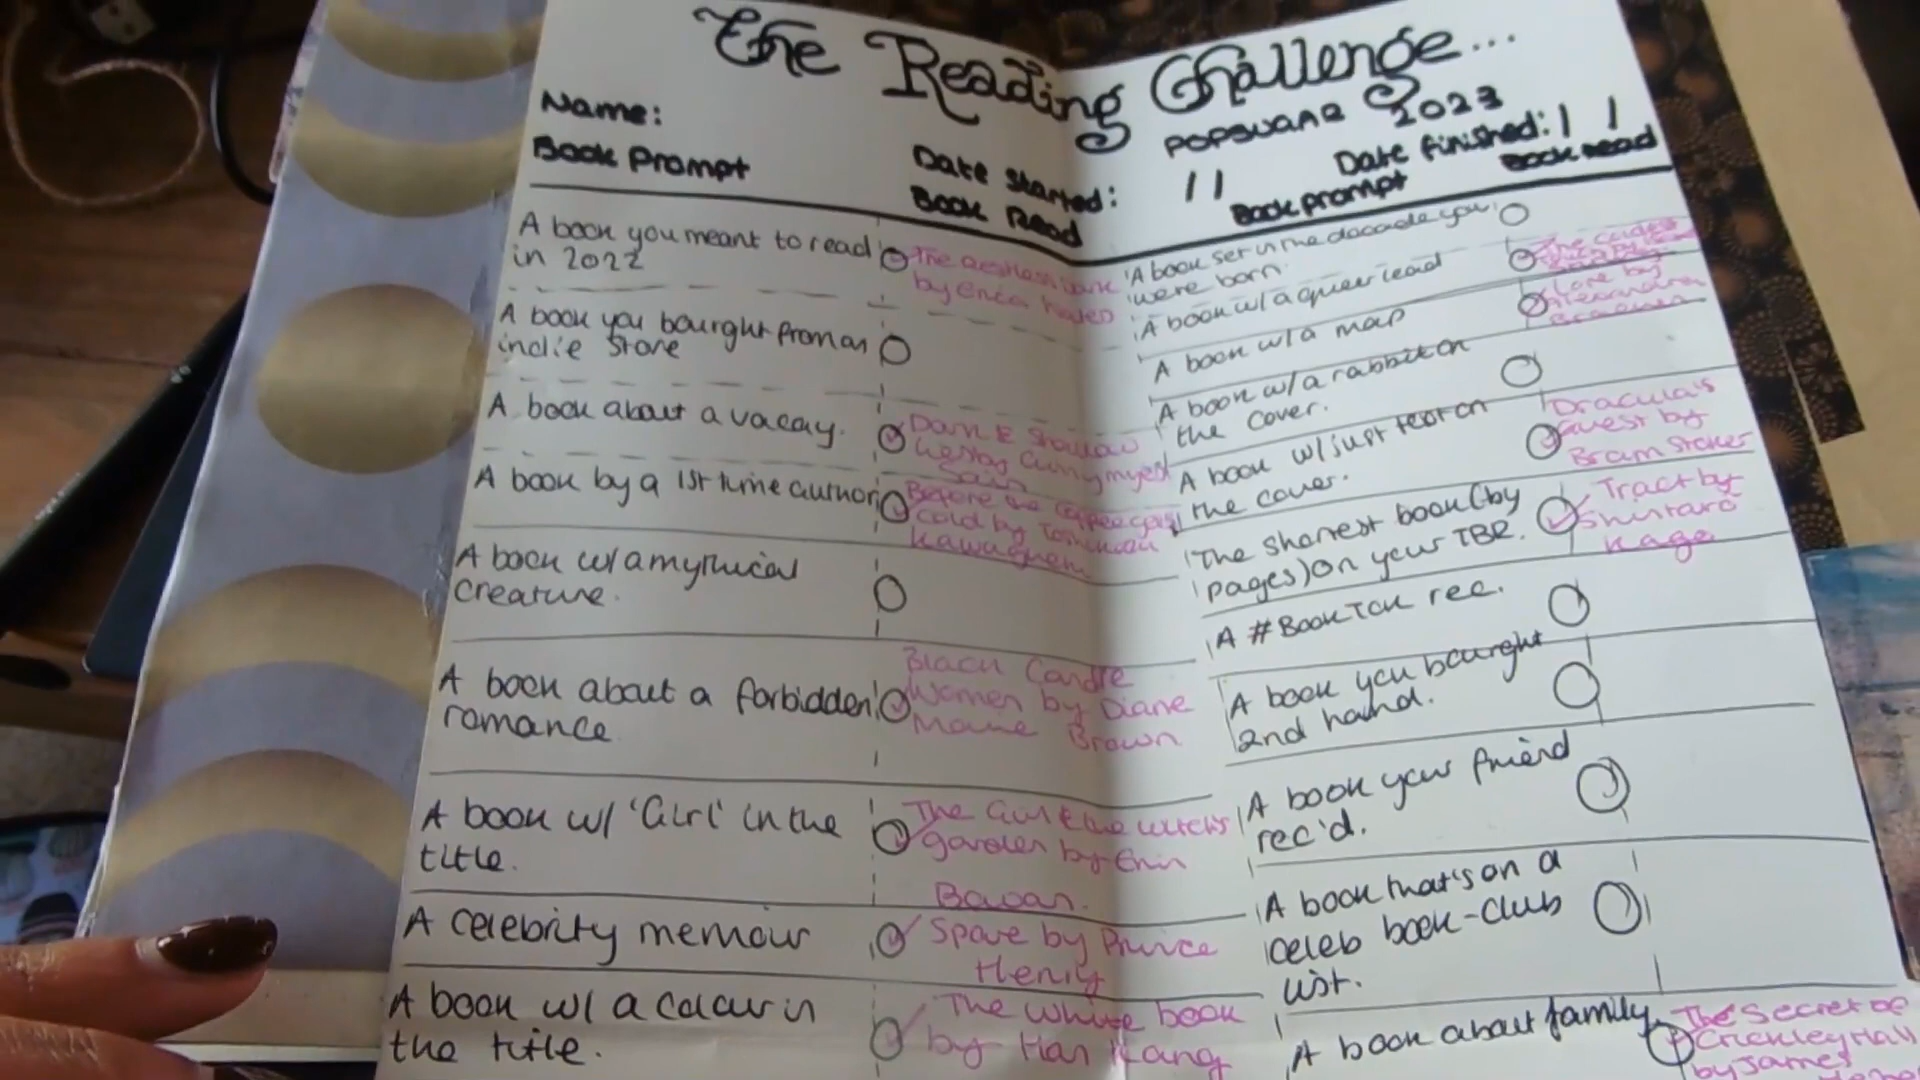 The Reading Challenge...
POPSUGAR 2023
Name:
Date Started: / /
Date finished: / /
Book Prompt
Book Read
A book you meant to read
in 2022
by Erica
A book you bought from an
indie store
A book about a vacay.
Dark & Shallow
A book by a 1st time author
Before the coffee gets
cold by Toshikazu
A book w/ a mythical
creature.
A book about a forbidden
romance
Black Candle
Women by Diane
Marie Brown
A book w/ 'Girl' in the
title.
The Girl & the witch's
garden by Erin
Bowan.
A celebrity memoir
Spare by Prince
Henry
A book w/ a colour in
the title.
The White book
by Han Kang
Book prompt
Book read
A book set in the decade you
were born.
A book w/ a queer lead
A book w/ a map
Lore by
Alexandra
Bracken
A book w/ a rabbit on
the cover.
A book w/ just text on
the cover.
Dracula's
Guest by
Bram Stoker
The shortest book (by
pages) on your TBR.
Tract by
Kage
A #BookTok rec.
A book you bought
2nd hand.
A book your friend
rec'd.
A book that's on a
celeb book-club
list.
A book about family
The Secret of
Crickley Hall
by James